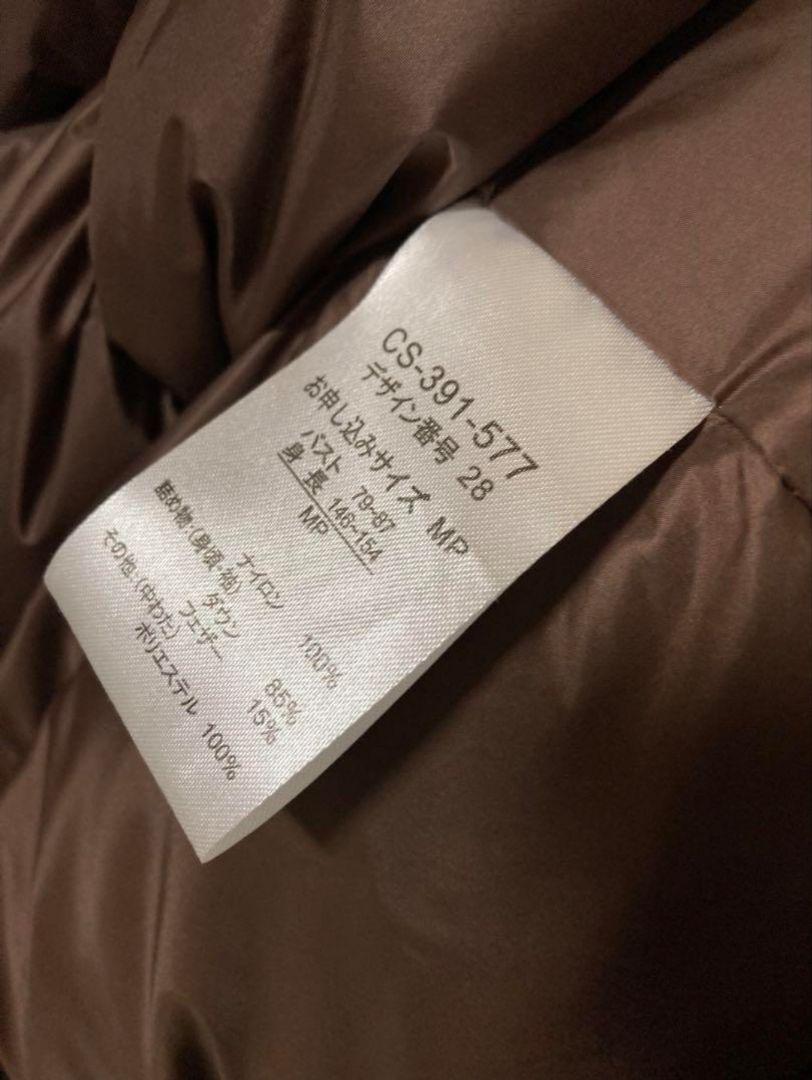 CS-391-577
デザイン番号 28
お申し込みサイズ MP
バスト 79-87
身 長 146-154
MP
ナイロン 100%
詰め物:(身頃・袖)
ダウン 85%
フェザー 15%
その他:(中わた)
ポリエステル 100%